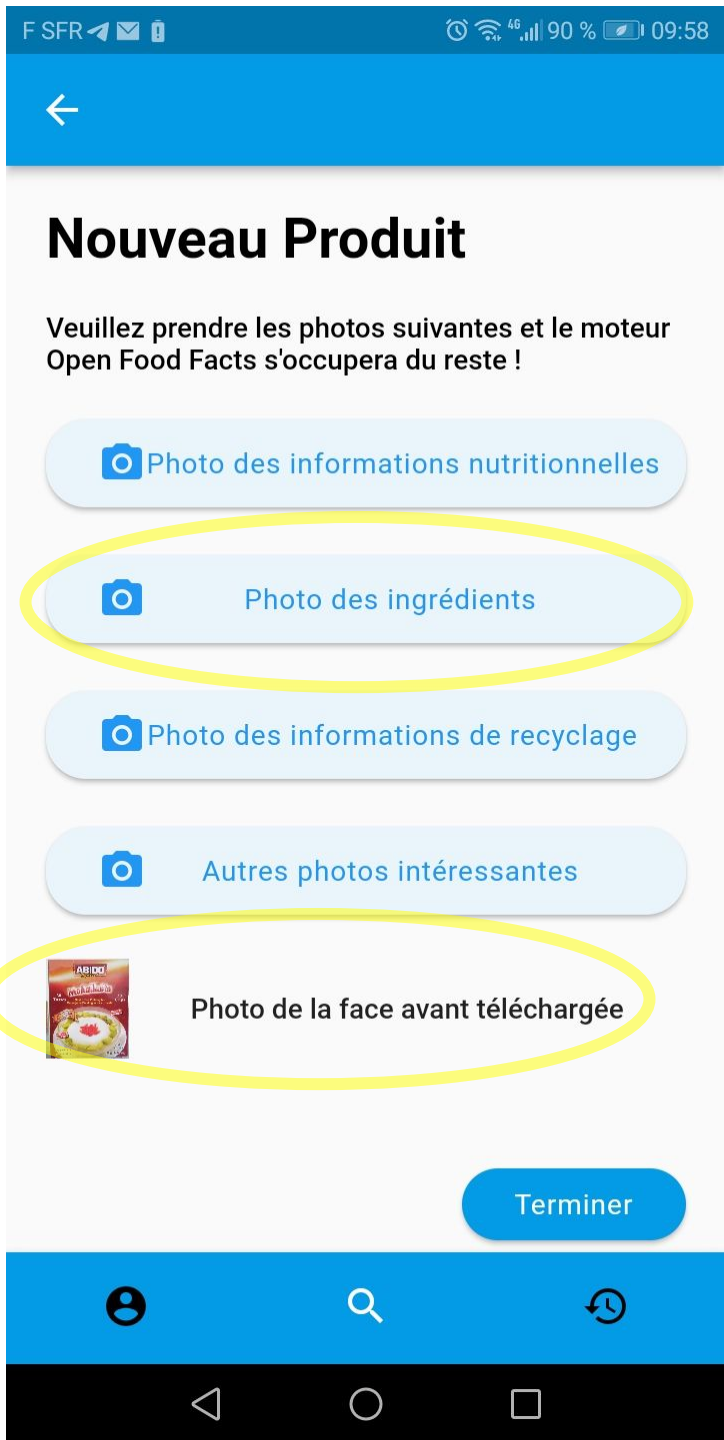 F SFR 4G 90 % 09:58
Nouveau Produit
Veuillez prendre les photos suivantes et le moteur
Open Food Facts s'occupera du reste !
Photo des informations nutritionnelles
Photo des ingrédients
Photo des informations de recyclage
Autres photos intéressantes
ABIDO
Photo de la face avant téléchargée
Terminer